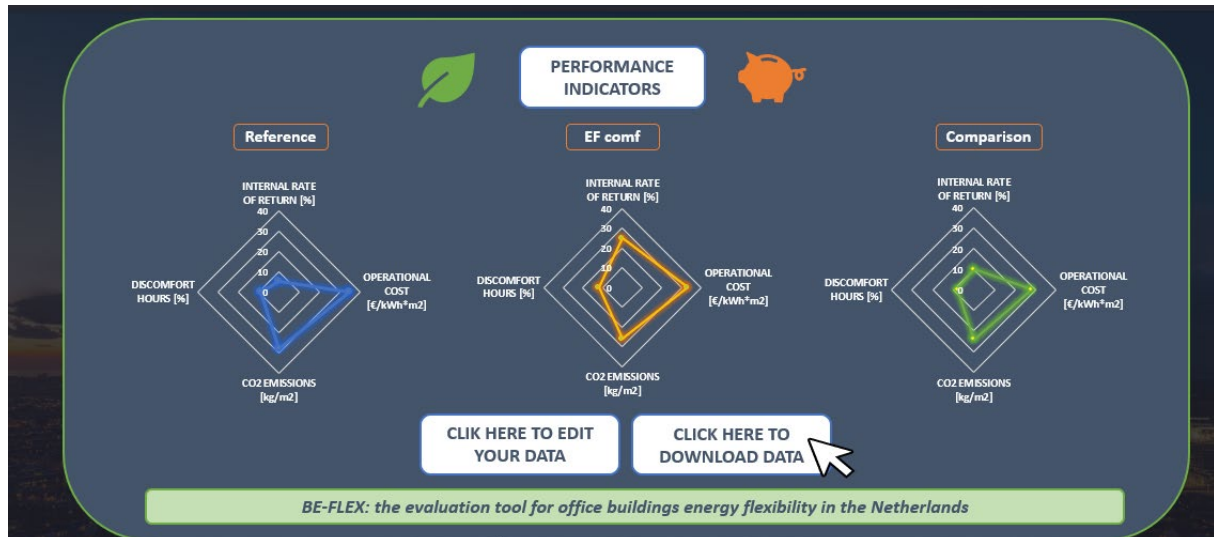 PERFORMANCE
INDICATORS
Reference
EF comf
Comparison
INTERNAL RATE
OF RETURN [%]
40
30
20
10
0
OPERATIONAL
COST
[€/kWh*m2]
CO2 EMISSIONS
[kg/m2]
DISCOMFORT
HOURS [%]
INTERNAL RATE
OF RETURN [%]
40
30
20
10
0
OPERATIONAL
COST
[€/kWh*m2]
CO2 EMISSIONS
[kg/m2]
DISCOMFORT
HOURS [%]
INTERNAL RATE
OF RETURN [%]
40
30
20
10
0
OPERATIONAL
COST
[€/kWh*m2]
CO2 EMISSIONS
[kg/m2]
DISCOMFORT
HOURS [%]
CLIK HERE TO EDIT
YOUR DATA
CLICK HERE TO
DOWNLOAD DATA
BE-FLEX: the evaluation tool for office buildings energy flexibility in the Netherlands